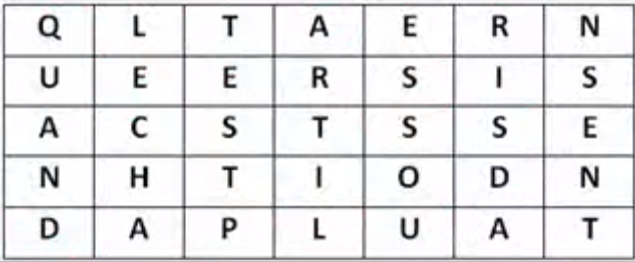 Q L T A E R N
U E E R S I S
A C S T S S E
N H T I O D N
D A P L U A T